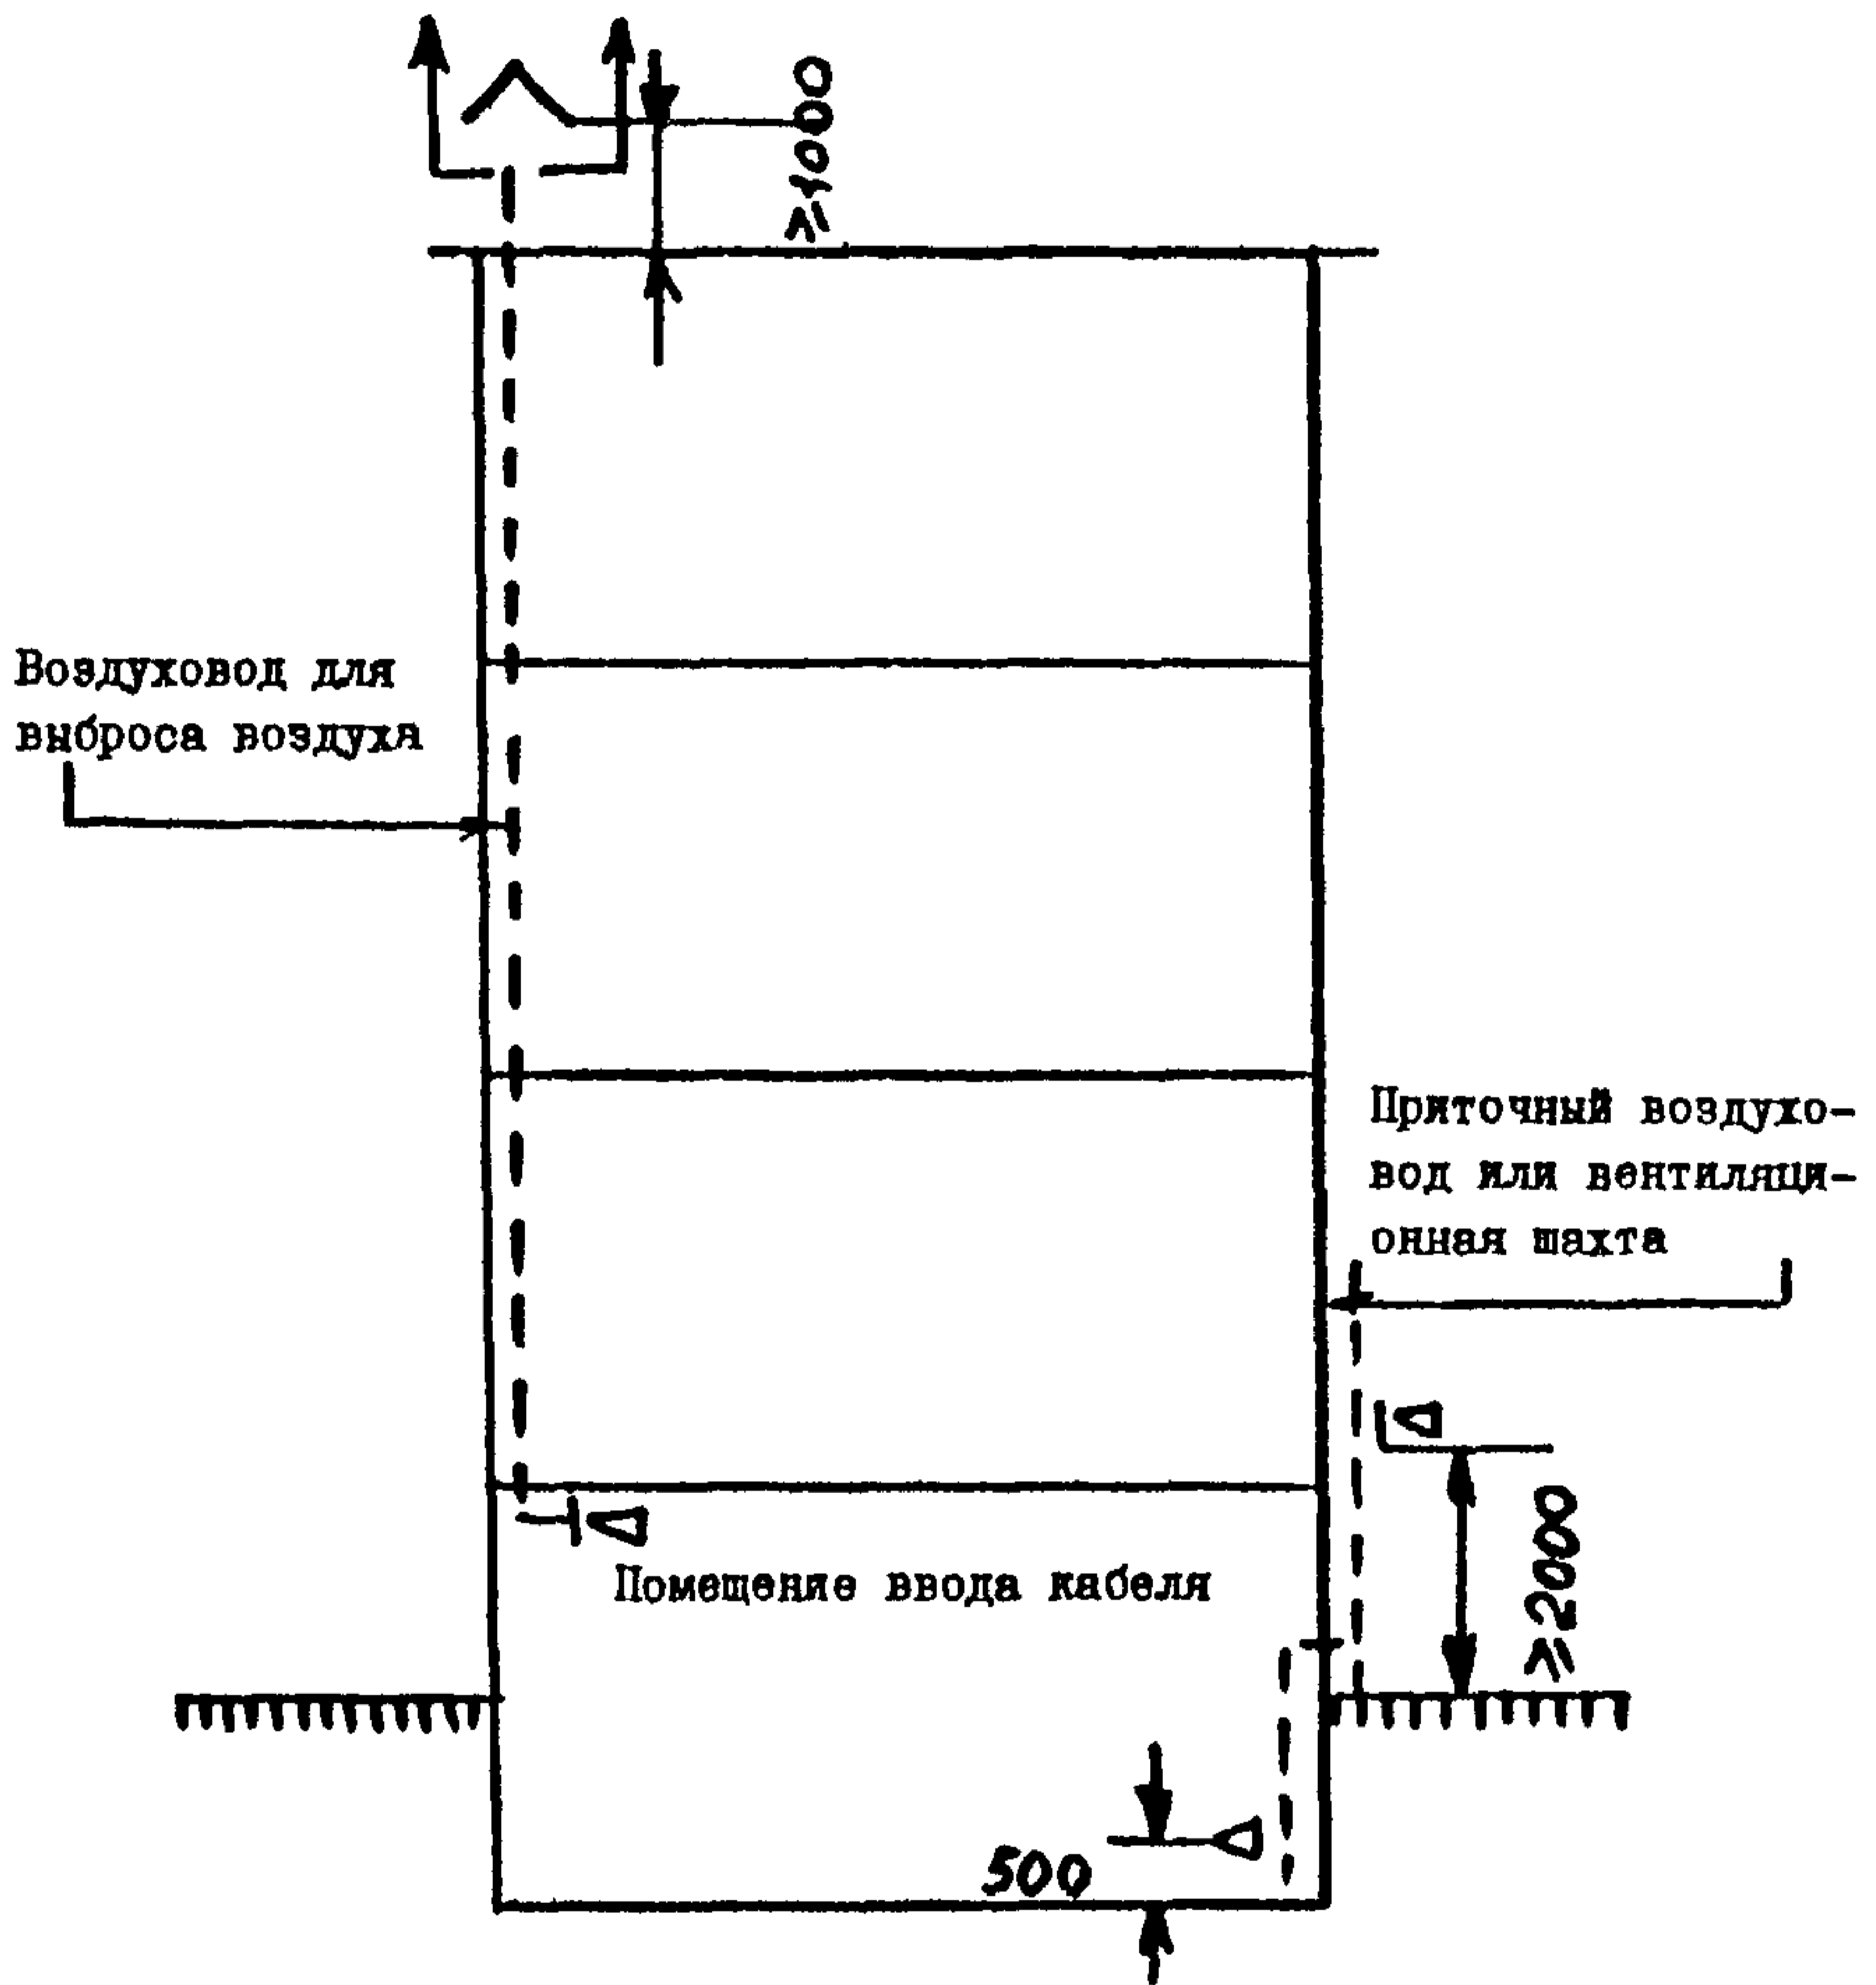 ≥1000
Воздуховод для
выброса воздуха
Приточный воздухо-
вод или вентиляци-
онная шахта
≥2000
Помещение ввода кабеля
500